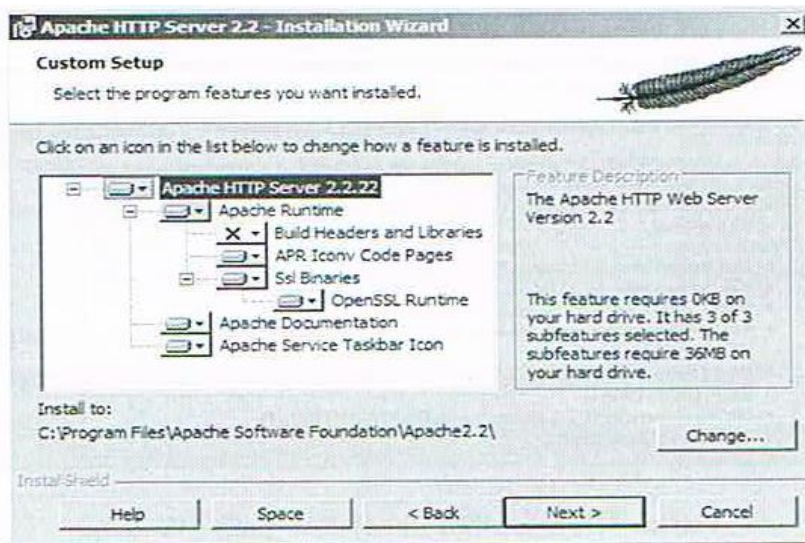 Apache HTTP Server 2.2 - Installation Wizard
Custom Setup
Select the program features you want installed.
Click on an icon in the list below to change how a feature is installed.
Apache HTTP Server 2.2.22
Apache Runtime
Build Headers and Libraries
APR Iconv Code Pages
Ssl Binaries
OpenSSL Runtime
Apache Documentation
Apache Service Taskbar Icon
Feature Description
The Apache HTTP Web Server
Version 2.2
This feature requires 0KB on
your hard drive. It has 3 of 3
subfeatures selected. The
subfeatures require 36MB on
your hard drive.
Install to:
C:\Program Files\Apache Software Foundation\Apache2.2\
Change...
InstallShield
Help
Space
< Back
Next >
Cancel